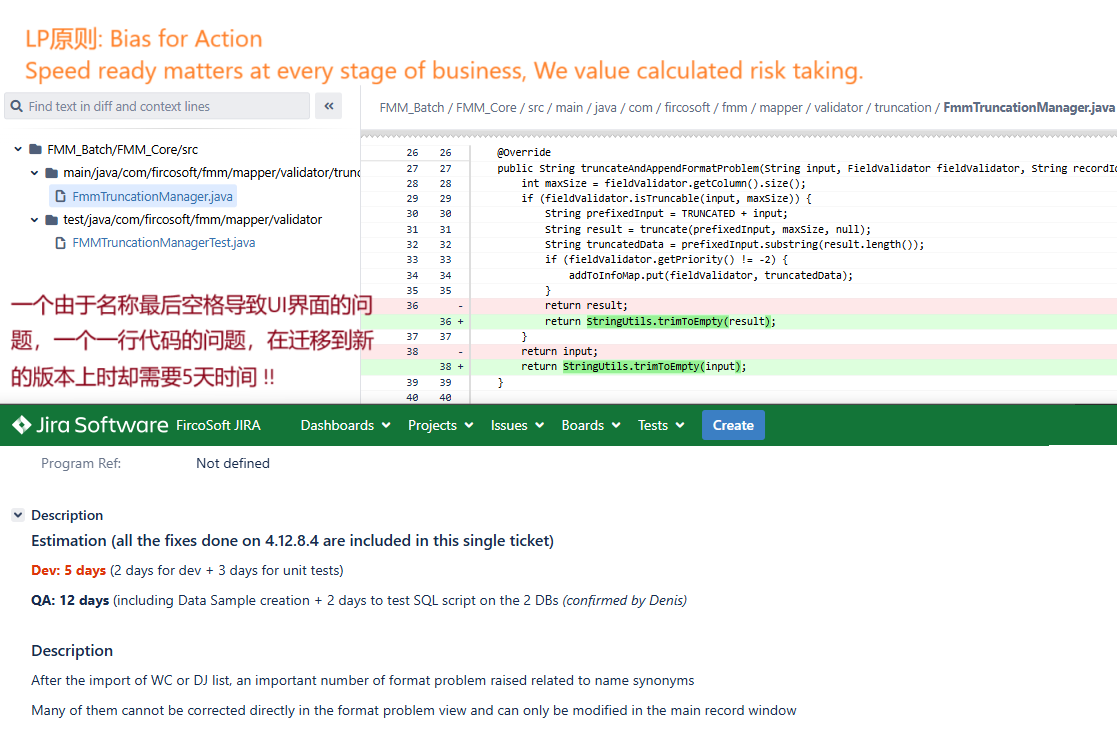 LP原则: Bias for Action
Speed ready matters at every stage of business, We value calculated risk taking.
Find text in diff and context lines
«
FMM_Batch / FMM_Core / src / main / java / com / fircosoft / fmm / mapper / validator / truncation / FmmTruncationManager.java
FMM_Batch/FMM_Core/src
main/java/com/fircosoft/fmm/mapper/validator/trunc
FmmTruncationManager.java
test/java/com/fircosoft/fmm/mapper/validator
FMMTruncationManagerTest.java
一个由于名称最后空格导致UI界面的问
题，一个一行代码的问题，在迁移到新
的版本上时却需要5天时间 !!
26 26 @Override
27 27 public String truncateAndAppendFormatProblem(String input, FieldValidator fieldValidator, String recordId
28 28 int maxSize = fieldValidator.getColumn().size();
29 29 if (fieldValidator.isTruncable(input, maxSize)) {
30 30 String prefixedInput = TRUNCATED + input;
31 31 String result = truncate(prefixedInput, maxSize, null);
32 32 String truncatedData = prefixedInput.substring(result.length());
33 33 if (fieldValidator.getPriority() != -2) {
34 34 addToInfoMap.put(fieldValidator, truncatedData);
35 35 }
36 - return result;
36 + return StringUtils.trimToEmpty(result);
37 37 }
38 - return input;
38 + return StringUtils.trimToEmpty(input);
39 39 }
40 40
Jira Software FircoSoft JIRA Dashboards Projects Issues Boards Tests Create
Program Ref: Not defined
Description
Estimation (all the fixes done on 4.12.8.4 are included in this single ticket)
Dev: 5 days (2 days for dev + 3 days for unit tests)
QA: 12 days (including Data Sample creation + 2 days to test SQL script on the 2 DBs (confirmed by Denis)
Description
After the import of WC or DJ list, an important number of format problem raised related to name synonyms
Many of them cannot be corrected directly in the format problem view and can only be modified in the main record window